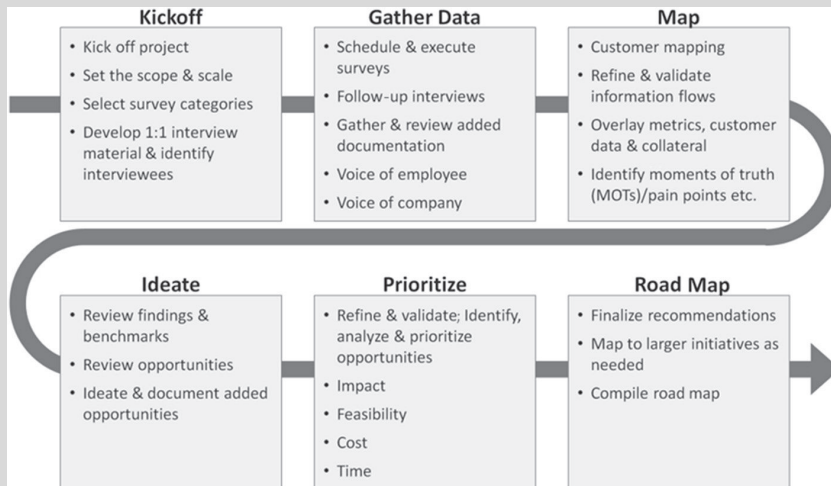 Kickoff
• Kick off project
• Set the scope & scale
• Select survey categories
• Develop 1:1 interview
material & identify
interviewees
Gather Data
• Schedule & execute
surveys
• Follow-up interviews
• Gather & review added
documentation
• Voice of employee
• Voice of company
Map
• Customer mapping
• Refine & validate
information flows
• Overlay metrics, customer
data & collateral
• Identify moments of truth
(MOTs)/pain points etc.
Ideate
• Review findings &
benchmarks
• Review opportunities
• Ideate & document added
opportunities
Prioritize
• Refine & validate; Identify,
analyze & prioritize
opportunities
• Impact
• Feasibility
• Cost
• Time
Road Map
• Finalize recommendations
• Map to larger initiatives as
needed
• Compile road map